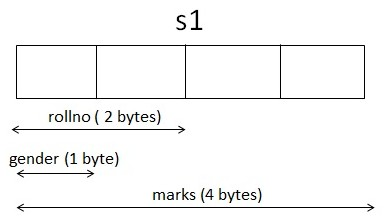 s1
rollno ( 2 bytes)
gender (1 byte)
marks (4 bytes)